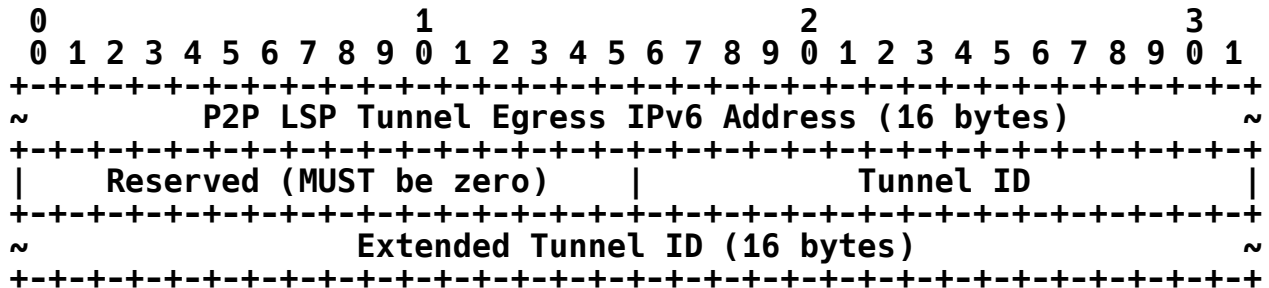 0                   1                   2                   3
 0 1 2 3 4 5 6 7 8 9 0 1 2 3 4 5 6 7 8 9 0 1 2 3 4 5 6 7 8 9 0 1
+-+-+-+-+-+-+-+-+-+-+-+-+-+-+-+-+-+-+-+-+-+-+-+-+-+-+-+-+-+-+-+-+
~         P2P LSP Tunnel Egress IPv6 Address (16 bytes)         ~
+-+-+-+-+-+-+-+-+-+-+-+-+-+-+-+-+-+-+-+-+-+-+-+-+-+-+-+-+-+-+-+-+
|    Reserved (MUST be zero)    |           Tunnel ID           |
+-+-+-+-+-+-+-+-+-+-+-+-+-+-+-+-+-+-+-+-+-+-+-+-+-+-+-+-+-+-+-+-+
~                 Extended Tunnel ID (16 bytes)                 ~
+-+-+-+-+-+-+-+-+-+-+-+-+-+-+-+-+-+-+-+-+-+-+-+-+-+-+-+-+-+-+-+-+